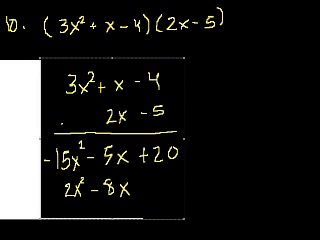 10. (3x² + x - 4)(2x - 5)
3x² + x - 4
. 2x - 5
-15x² - 5x + 20
2x² - 8x